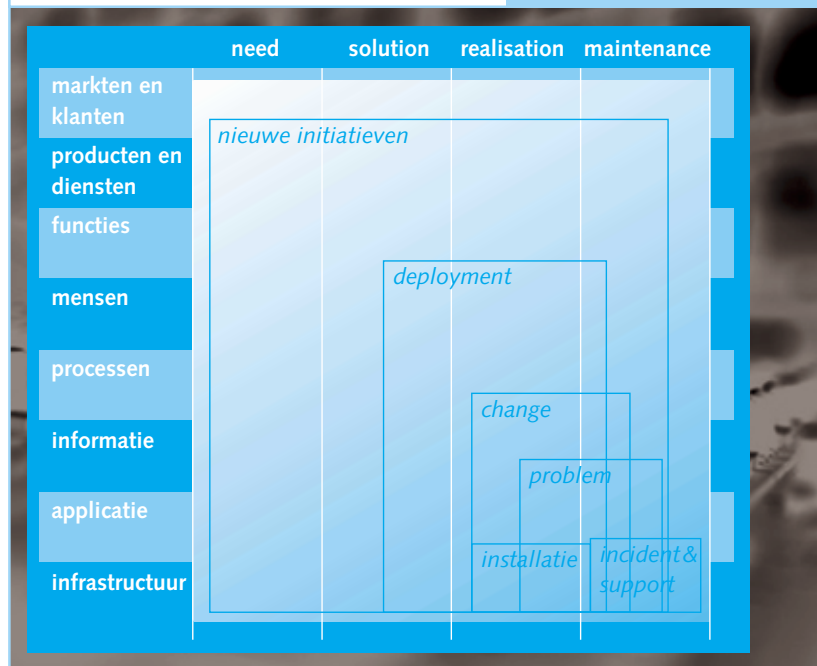 need solution realisation maintenance
markten en
klanten
nieuwe initiatieven
producten en
diensten
functies
deployment
mensen
processen
change
informatie
problem
applicatie
installatie incident &
support
infrastructuur